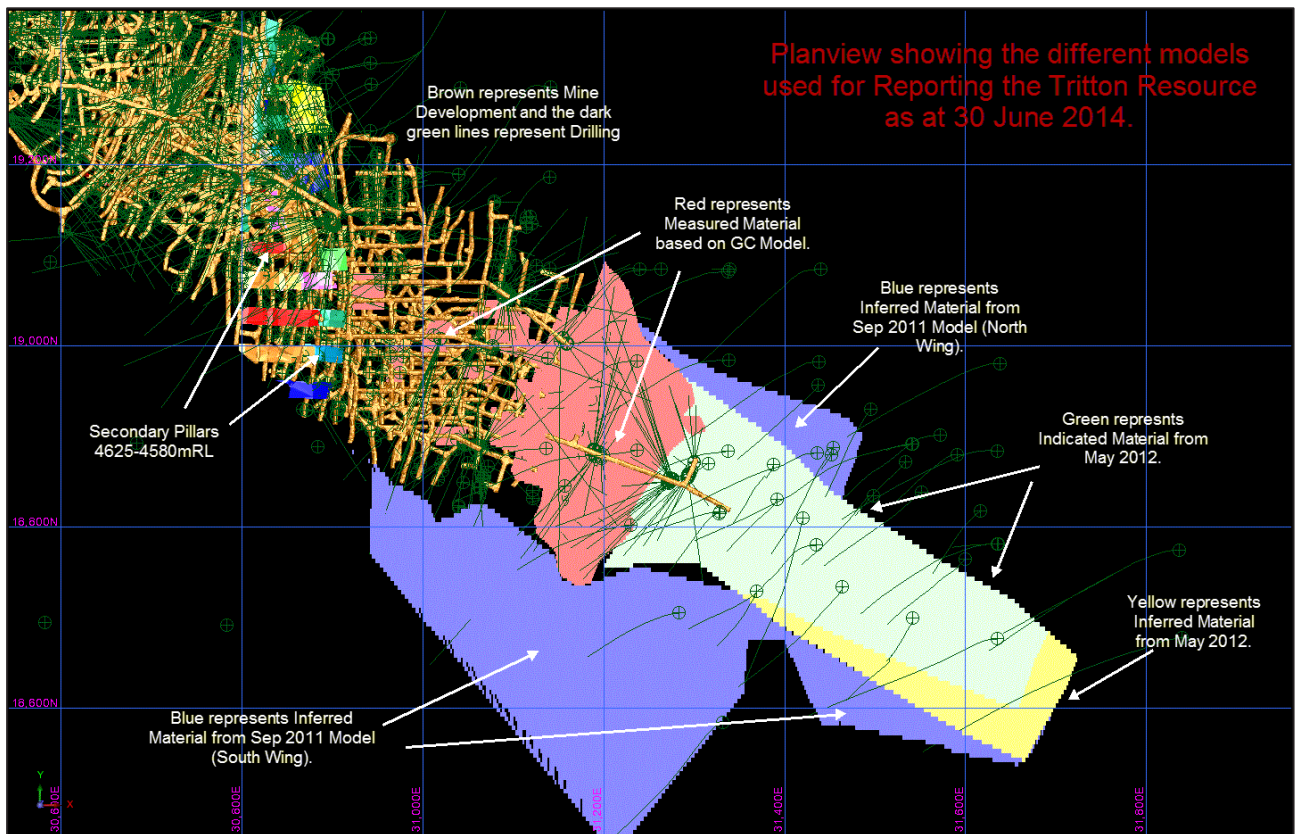 Planview showing the different models
used for Reporting the Tritton Resource
as at 30 June 2014.
Brown represents Mine
Development and the dark
green lines represent Drilling
Red represents
Measured Material
based on GC Model.
Blue represents
Inferred Material from
Sep 2011 Model (North
Wing).
Green represnts
Indicated Material from
May 2012.
Yellow represents
Inferred Material
from May 2012.
Secondary Pillars
4625-4580mRL
Blue represents Inferred
Material from Sep 2011 Model
(South Wing).
19,200N
19,000N
18,800N
18,600N
30,600E
30,800E
31,000E
31,200E
31,400E
31,600E
31,800E
Y
X